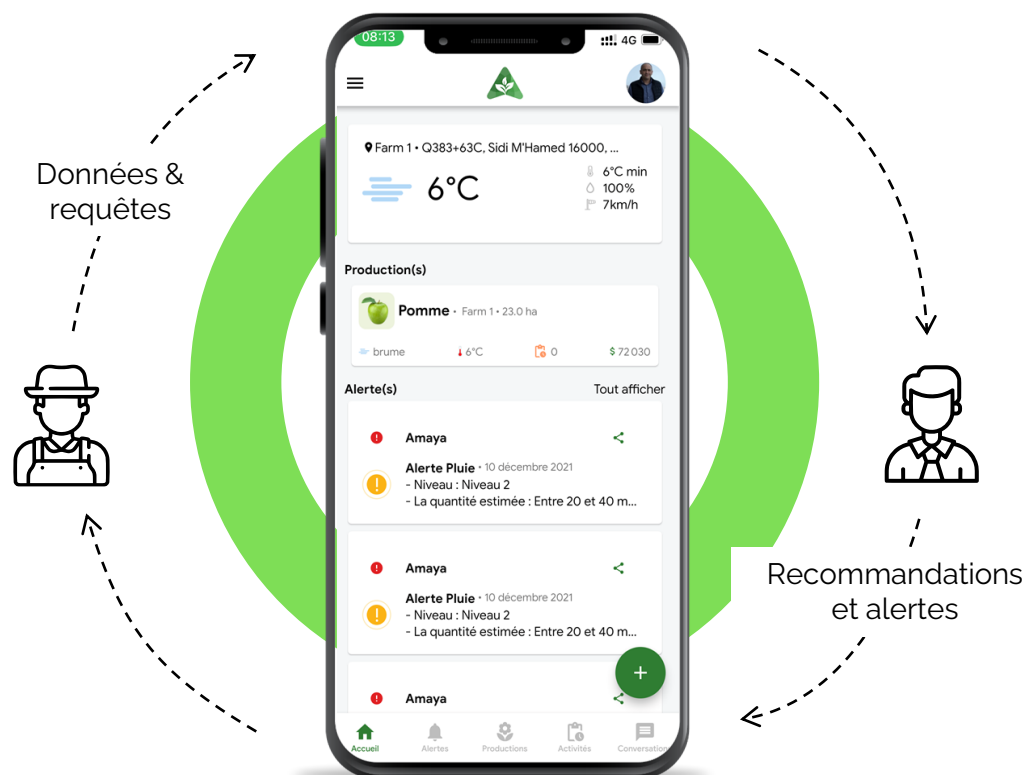 08:13
4G
Données &
requêtes
Farm 1 • Q383+63C, Sidi M'Hamed 16000, ...
6°C
6°C min
100%
7km/h
Production(s)
Pomme • Farm 1 • 23.0 ha
brume 6°C 0 $ 72 030
Alerte(s) Tout afficher
Amaya
Alerte Pluie • 10 décembre 2021
- Niveau : Niveau 2
- La quantité estimée : Entre 20 et 40 m...
Amaya
Alerte Pluie • 10 décembre 2021
- Niveau : Niveau 2
- La quantité estimée : Entre 20 et 40 m...
Amaya
Accueil Alertes Productions Activités Conversation
Recommandations
et alertes